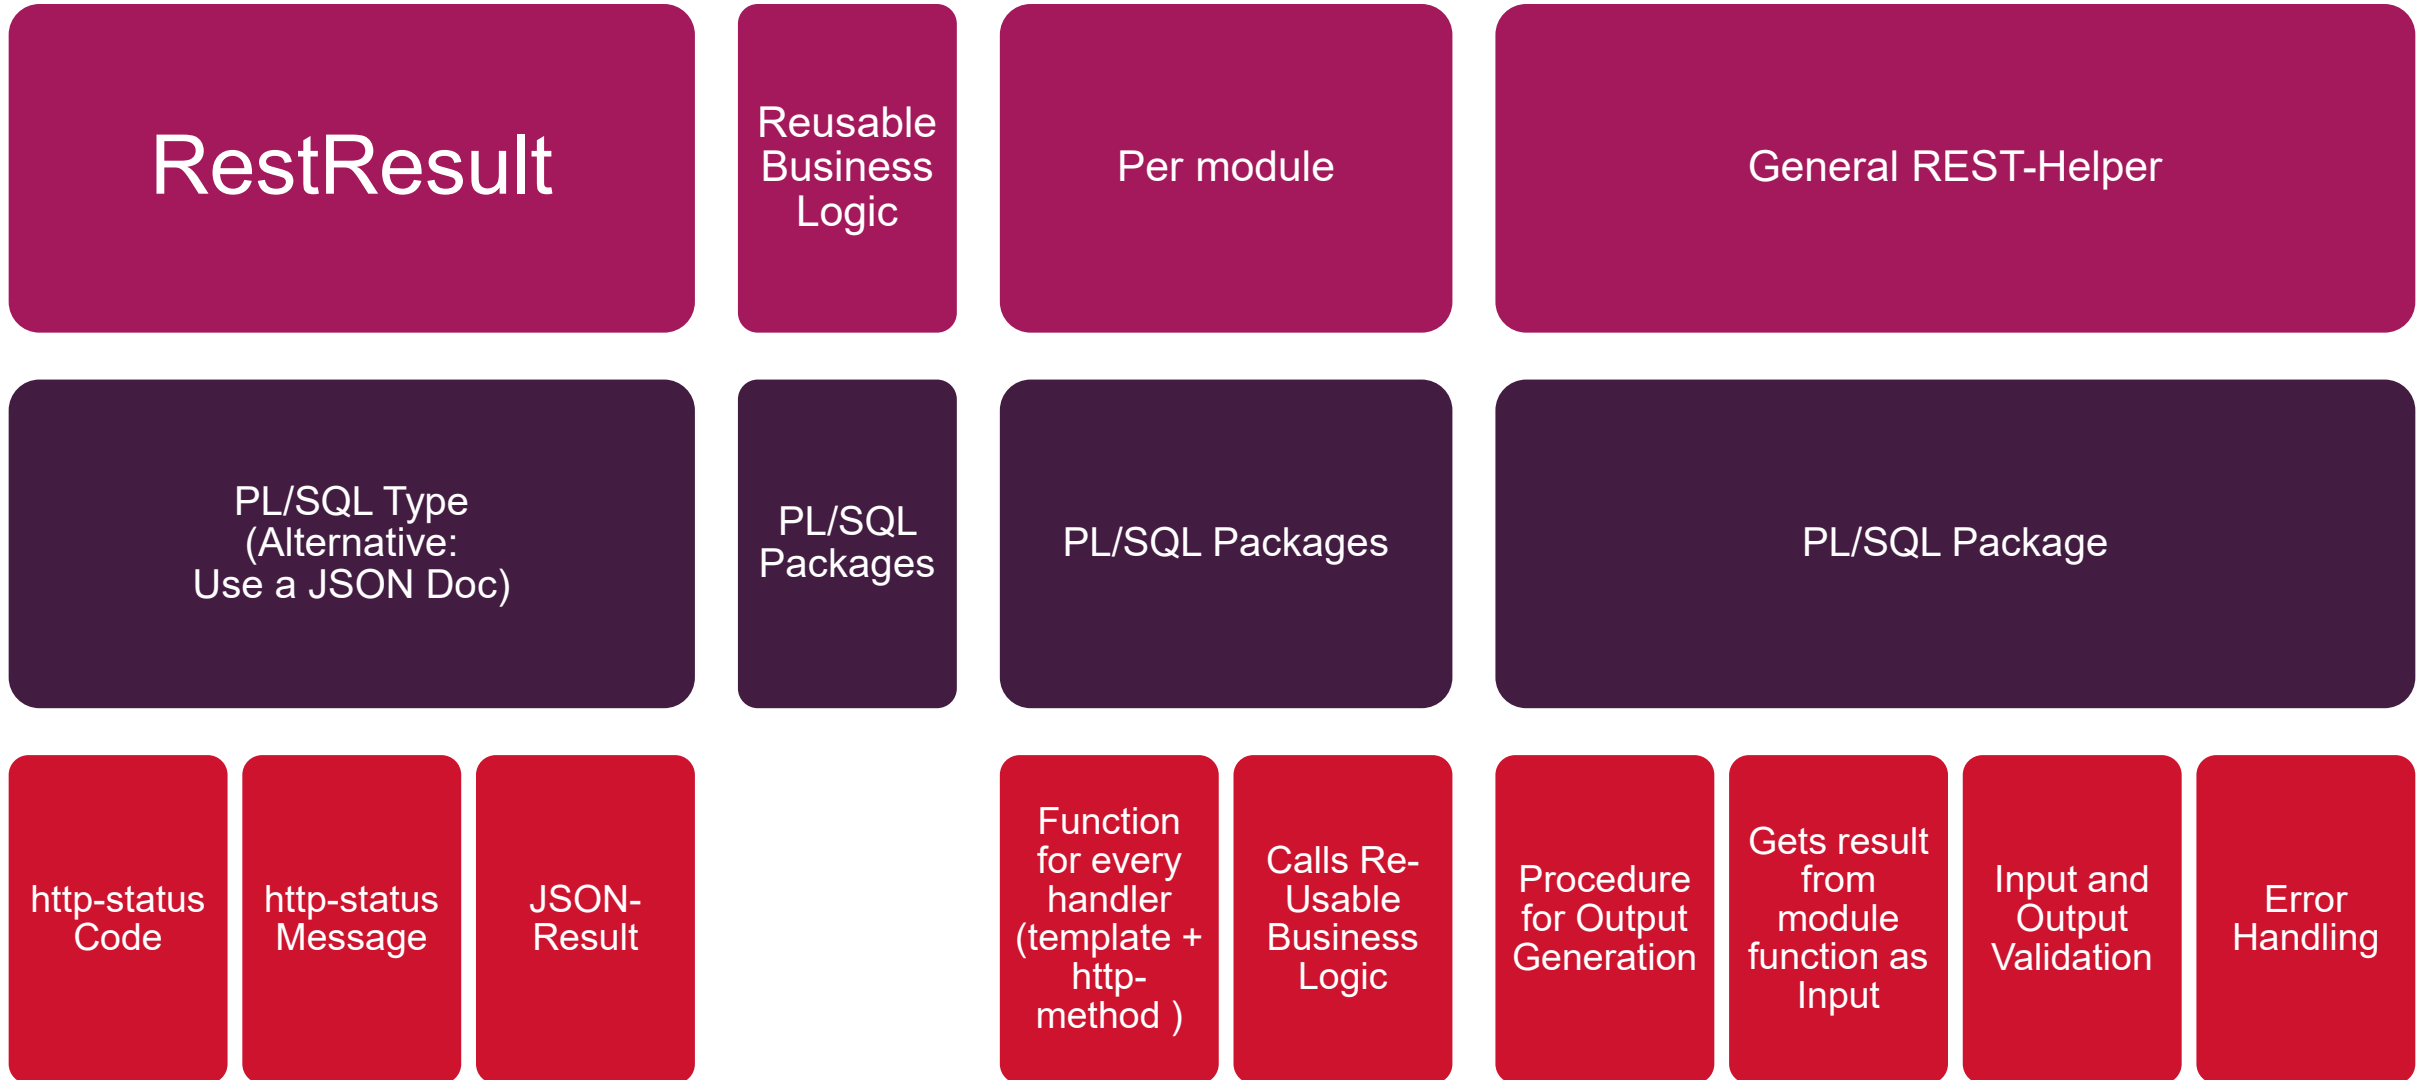 RestResult
Reusable
Business
Logic
Per module
General REST-Helper
PL/SQL Type
(Alternative:
Use a JSON Doc)
PL/SQL
Packages
PL/SQL Packages
PL/SQL Package
http-status
Code
http-status
Message
JSON-
Result
Function
for every
handler
(template +
http-
method )
Calls Re-
Usable
Business
Logic
Procedure
for Output
Generation
Gets result
from
module
function as
Input
Input and
Output
Validation
Error
Handling